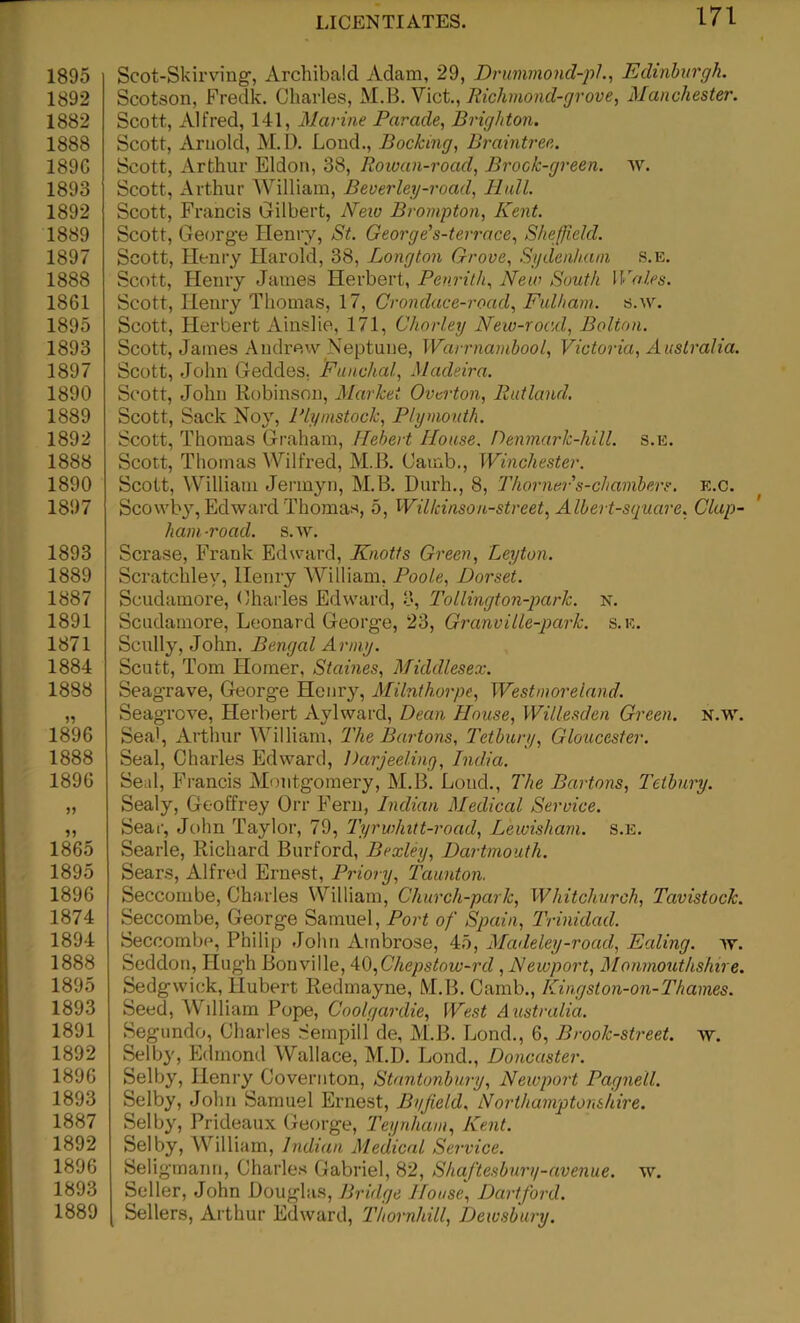 LICENTIATES.
171
1895 Scot-Skirving, Archibald Adam, 29, Drummond-pl., Edinburgh.
1892 Scotson, Fredk. Charles, M.B. Vict., Richmond-grove, Manchester.
1882 Scott, Alfred, 141, Marine Parade, Brighton.
1888 Scott, Arnold, M.D. Lond., Bocking, Braintree.
1896 Scott, Arthur Eldon, 38, Rowan-road, Brook-green. W.
1893 Scott, Arthur William, Beverley-road, Hull.
1892 Scott, Francis Gilbert, New Brompton, Kent.
1889 Scott, George Henry, St. George's-terrace, Sheffield.
1897 Scott, Henry Harold, 38, Longton Grove, Sydenham S.E.
1888 Scott, Henry James Herbert, Penrith, New South Wales.
1861 Scott, Henry Thomas, 17, Crondace-road, Fulham. S.W.
1895 Scott, Herbert Ainslie, 171, Chorley New-road, Bolton.
1893 Scott, James Andrew Neptune, Warrnambool, Victoria, Australia.
1897 Scott, John Geddes, Funchal, Madeira.
1890 Scott, John Robinson, Market Overton, Rutland.
1889 Scott, Sack Noy, Plymstock, Plymouth.
1892 Scott, Thomas Graham, Hebert House, Denmark-hill. S.E.
1888 Scott, Thomas Wilfred, M.B. Camb., Winchester.
1890 Scott, William Jermyn, M.B. Durh., 8, Thorner's-chambers. E.C.
1897 Scowby, Edward Thomas, 5, Wilkinson-street, Albert-square, Clap-
ham-road. S.W.
1893 Scrase, Frank Edward, Knotts Green, Leyton.
1889 Scratchley, Henry William, Poole, Dorset.
1887 Scudamore, Charles Edward, 3, Tollington-park. N.
1891 Scudamore, Leonard George, 23, Granville-park. S.E.
1871 Scully, John. Bengal Army.
1884 Scutt, Tom Homer, Staines, Middlesex.
1888 Seagrave, George Henry, Milnthorpe, Westmoreland.
„ Seagrove, Herbert Aylward, Dean House, Willesden Green. N.W.
1896 Seal, Arthur William, The Bartons, Tetbury, Gloucester.
1888 Seal, Charles Edward, Darjeeling, India.
1896 Seal, Francis Montgomery, M.B. Lond., The Bartons, Tetbury.
„ Sealy, Geoffrey Orr Fern, Indian Medical Service.
„ Sear, John Taylor, 79, Tyrwhitt-road, Lewisham. S.E.
1865 Searle, Richard Burford, Bexley, Dartmouth.
1895 Sears, Alfred Ernest, Priory, Taunton.
1896 Seccombe, Charles William, Church-park, Whitchurch, Tavistock.
1874 Seccombe, George Samuel, Port of Spain, Trinidad.
1894 Seccombe, Philip John Ambrose, 45, Madeley-road, Ealing. W.
1888 Seddon, Hugh Bonville, 40, Chepstow-rd , Newport, Monmouthshire.
1895 Sedgwick, Hubert Redmayne, M.B. Camb., Kingston-on-Thames.
1893 Seed, William Pope, Coolgardie, West Australia.
1891 Segundo, Charles Sempill de, M.B. Lond., 6, Brook-street. W.
1892 Selby, Edmond Wallace, M.D. Lond., Doncaster.
1896 Selby, Henry Covernton, Stantonbury, Newport Pagnell.
1893 Selby, John Samuel Ernest, Byfield, Northamptonshire.
1887 Selby, Prideaux George, Teynham, Kent.
1892 Selby, William, Indian Medical Service.
1896 Seligmann, Charles Gabriel, 82, Shaftesbury-avenue. W.
1893 Seller, John Douglas, Bridge House, Dartford.
1889 Sellers, Arthur Edward, Thornhill, Dewsbury.